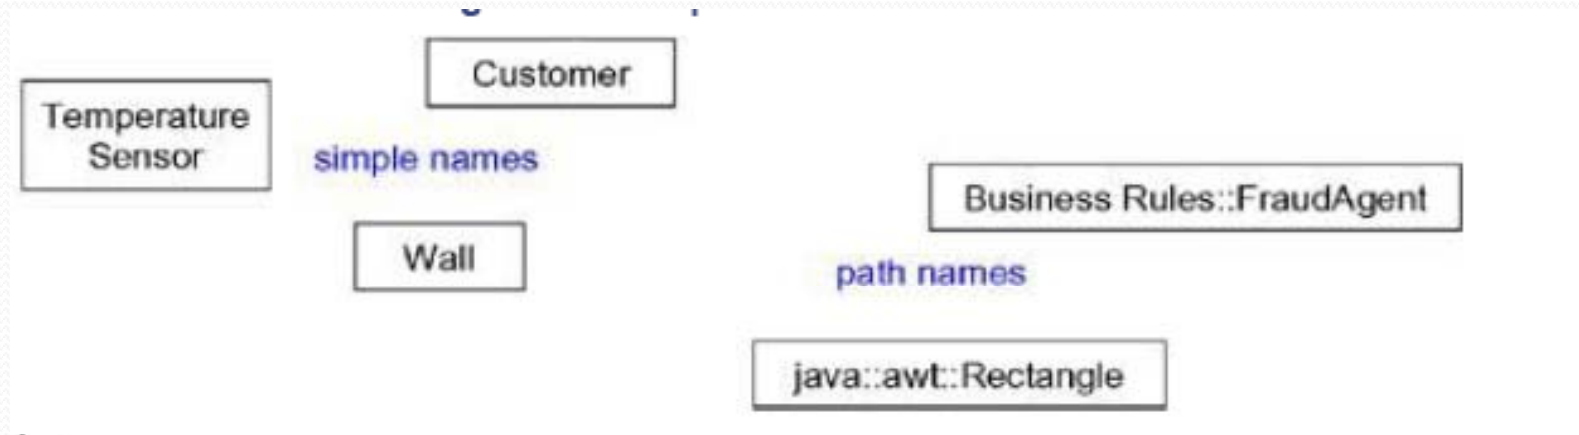 Customer
Temperature
Sensor
simple names
Business Rules::FraudAgent
Wall
path names
java::awt::Rectangle